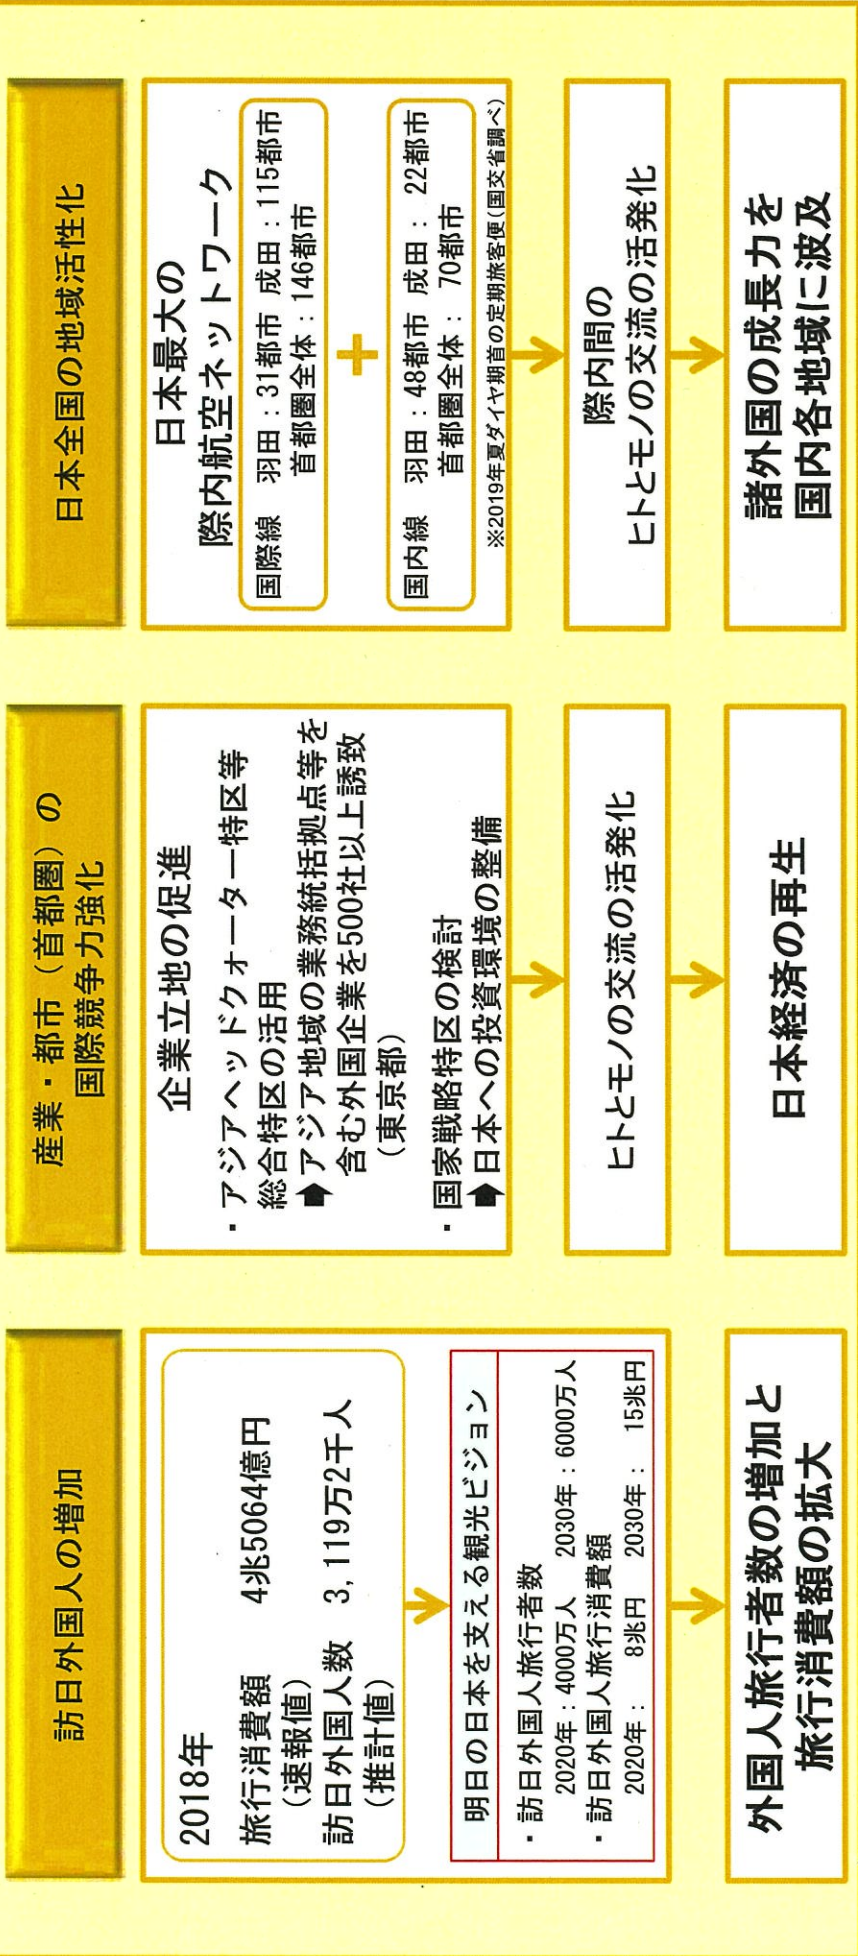 訪日外国人の増加
2018年
旅行消費額　4兆5064億円
（速報値）
訪日外国人数　3,119万2千人
（推計値）
明日の日本を支える観光ビジョン
・訪日外国人旅行者数
2020年：4000万人　2030年：6000万人
・訪日外国人旅行消費額
2020年：　8兆円　2030年：　15兆円
外国人旅行者数の増加と
旅行消費額の拡大
産業・都市（首都圏）の
国際競争力強化
企業立地の促進
・アジアヘッドクォーター特区等
総合特区の活用
➡アジア地域の業務統括拠点等を
含む外国企業を500社以上誘致
（東京都）
・国家戦略特区の検討
➡日本への投資環境の整備
ヒトとモノの交流の活発化
日本経済の再生
日本全国の地域活性化
日本最大の
際内航空ネットワーク
国際線　羽田：31都市 成田：115都市
首都圏全体：146都市
＋
国内線　羽田：48都市 成田： 22都市
首都圏全体： 70都市
※2019年夏ダイヤ期首の定期旅客便（国交省調べ）
際内間の
ヒトとモノの交流の活発化
諸外国の成長力を
国内各地域に波及